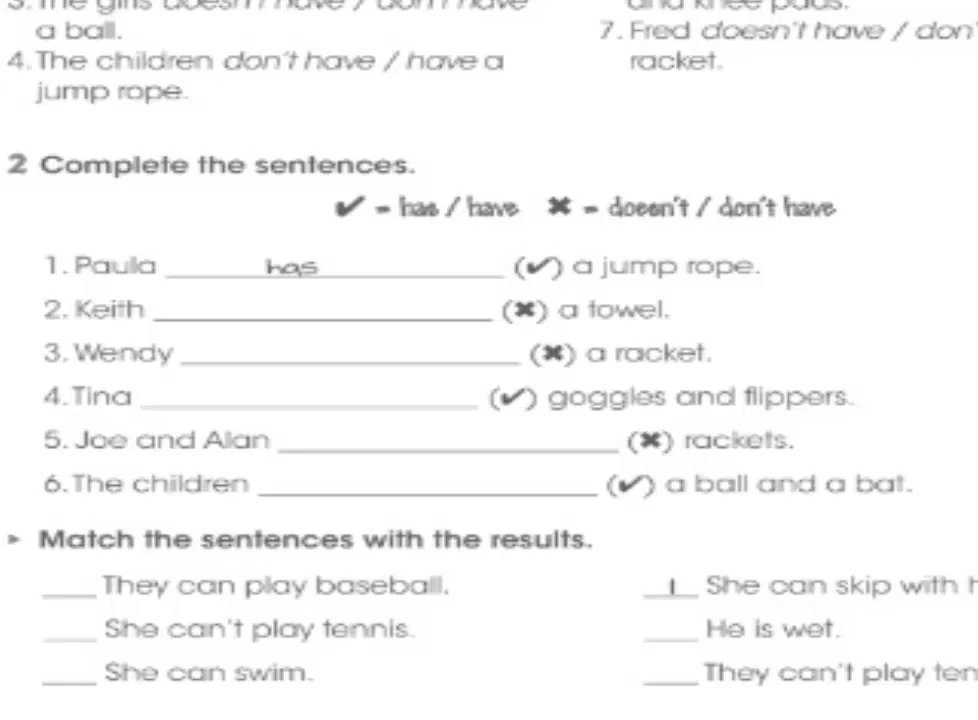 a ball.
4. The children don't have / have a
jump rope.
7. Fred doesn't have / don'
racket.
2 Complete the sentences.
✔ = has / have ✖ = doesn't / don't have
1. Paula has (✔) a jump rope.
2. Keith (✖) a towel.
3. Wendy (✖) a racket.
4. Tina (✔) goggles and flippers.
5. Joe and Alan (✖) rackets.
6. The children (✔) a ball and a bat.
Match the sentences with the results.
They can play baseball.
She can't play tennis.
She can swim.
1 She can skip with
He is wet.
They can't play ten